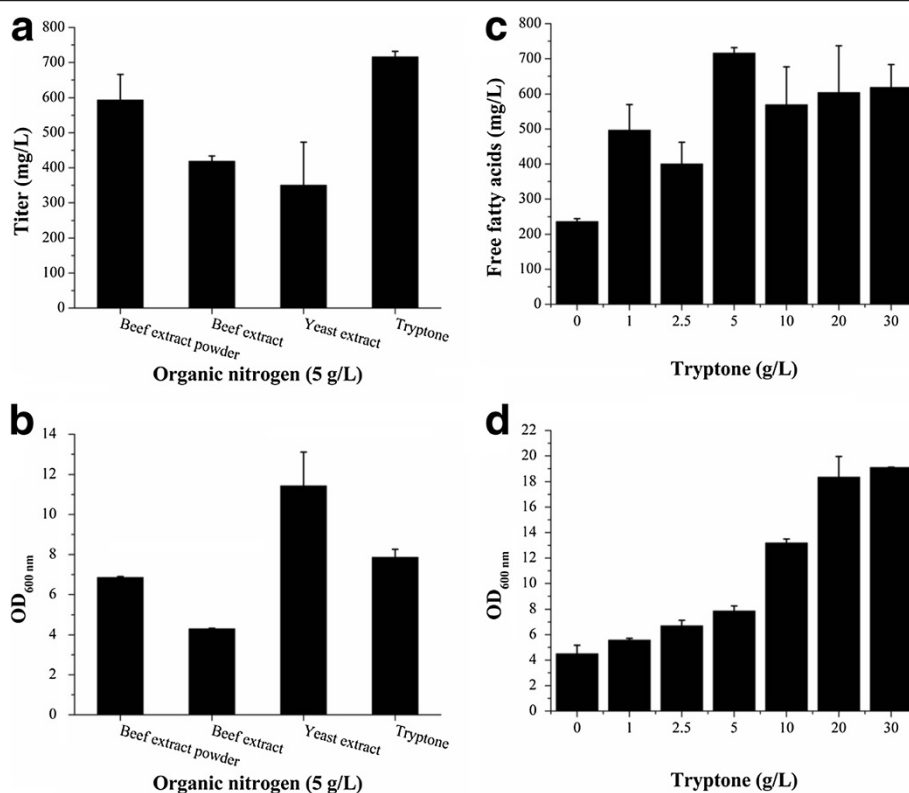 a
800
700
600
500
400
300
200
100
0
Titer (mg/L)
Beef extract powder
Beef extract
Yeast extract
Tryptone
Organic nitrogen (5 g/L)
c
800
700
600
500
400
300
200
100
0
Free fatty acids (mg/L)
0 1 2.5 5 10 20 30
Tryptone (g/L)
b
14
12
10
8
6
4
2
0
OD600 nm
Beef extract powder
Beef extract
Yeast extract
Tryptone
Organic nitrogen (5 g/L)
d
22
20
18
16
14
12
10
8
6
4
2
0
OD600 nm
0 1 2.5 5 10 20 30
Tryptone (g/L)